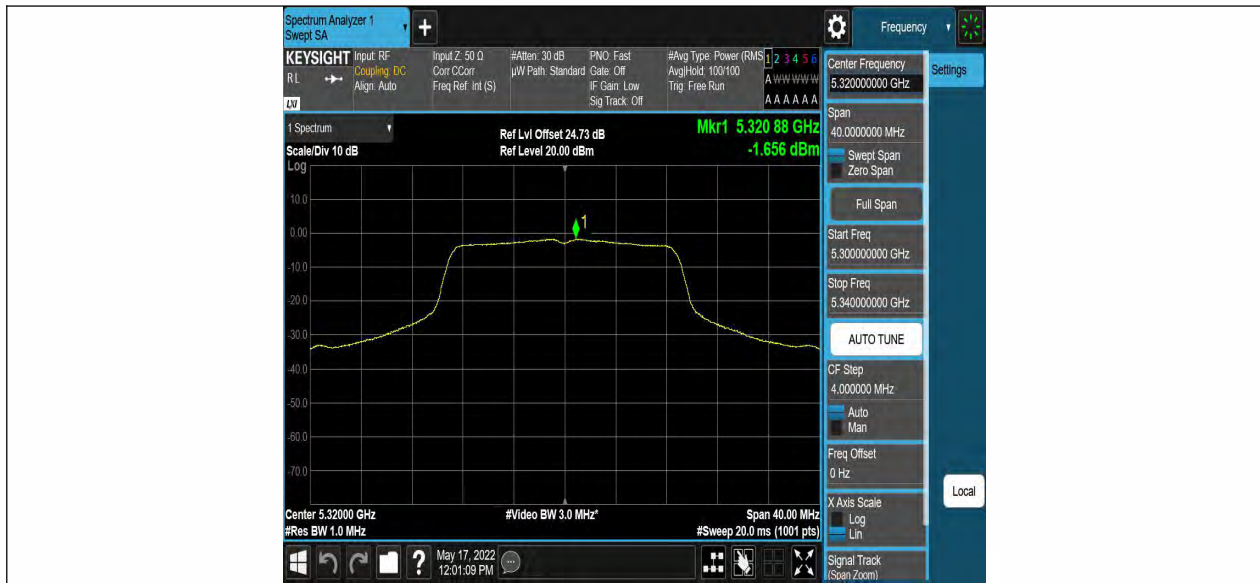 Spectrum Analyzer 1
Swept SA
+
Frequency
KEYSIGHT
RL
LXI
Input: RF
Coupling: DC
Align: Auto
Input Z: 50 Ω
Corr CCorr
Freq Ref: Int (S)
#Atten: 30 dB
µW Path: Standard
PNO: Fast
Gate: Off
IF Gain: Low
Sig Track: Off
#Avg Type: Power (RMS
Avg|Hold: 100/100
Trig: Free Run
1 2 3 4 5 6
A W W W W W
A A A A A A
Center Frequency
5.320000000 GHz
Settings
1 Spectrum
Scale/Div 10 dB
Log
Ref Lvl Offset 24.73 dB
Ref Level 20.00 dBm
Mkr1 5.320 88 GHz
-1.656 dBm
Span
40.0000000 MHz
Swept Span
Zero Span
Full Span
Start Freq
5.300000000 GHz
Stop Freq
5.340000000 GHz
AUTO TUNE
CF Step
4.000000 MHz
Auto
Man
Freq Offset
0 Hz
X Axis Scale
Log
Lin
Signal Track
(Span Zoom)
Local
10.0
0.00
-10.0
-20.0
-30.0
-40.0
-50.0
-60.0
-70.0
1
Center 5.32000 GHz
#Res BW 1.0 MHz
#Video BW 3.0 MHz*
Span 40.00 MHz
#Sweep 20.0 ms (1001 pts)
?
May 17, 2022
12:01:09 PM